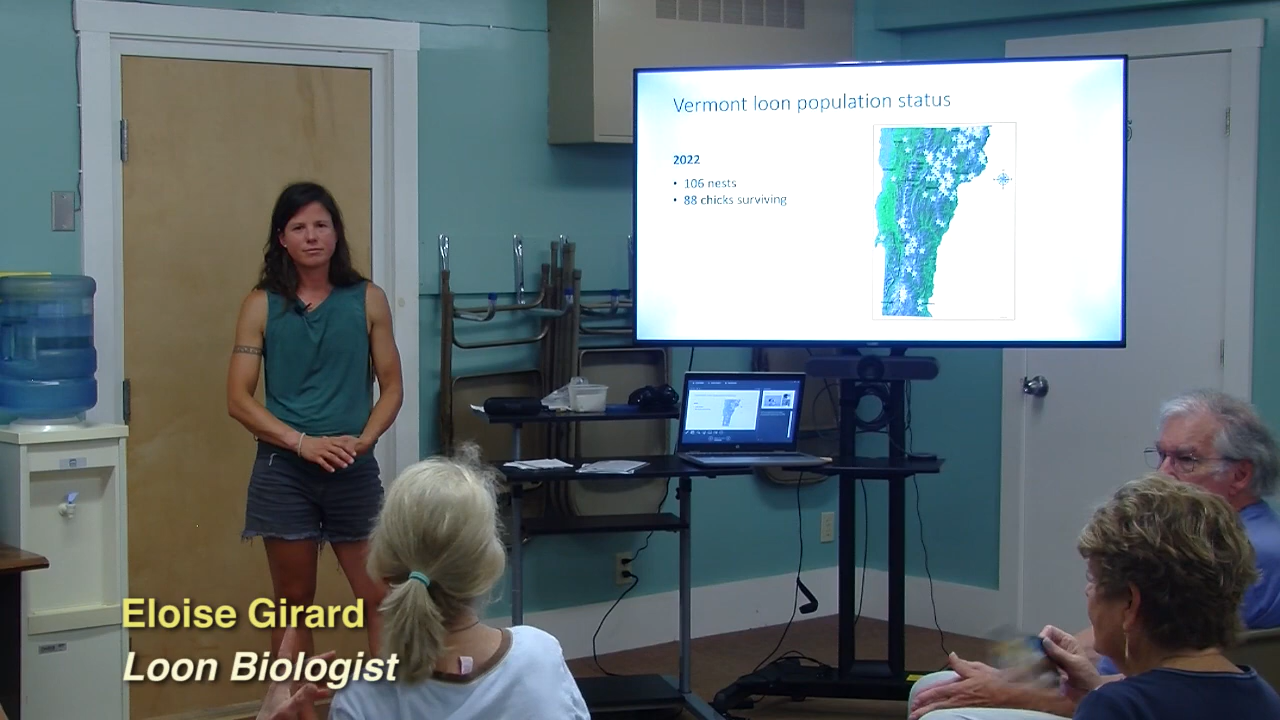 Vermont loon population status
2022
• 106 nests
• 88 chicks surviving
Eloise Girard
Loon Biologist